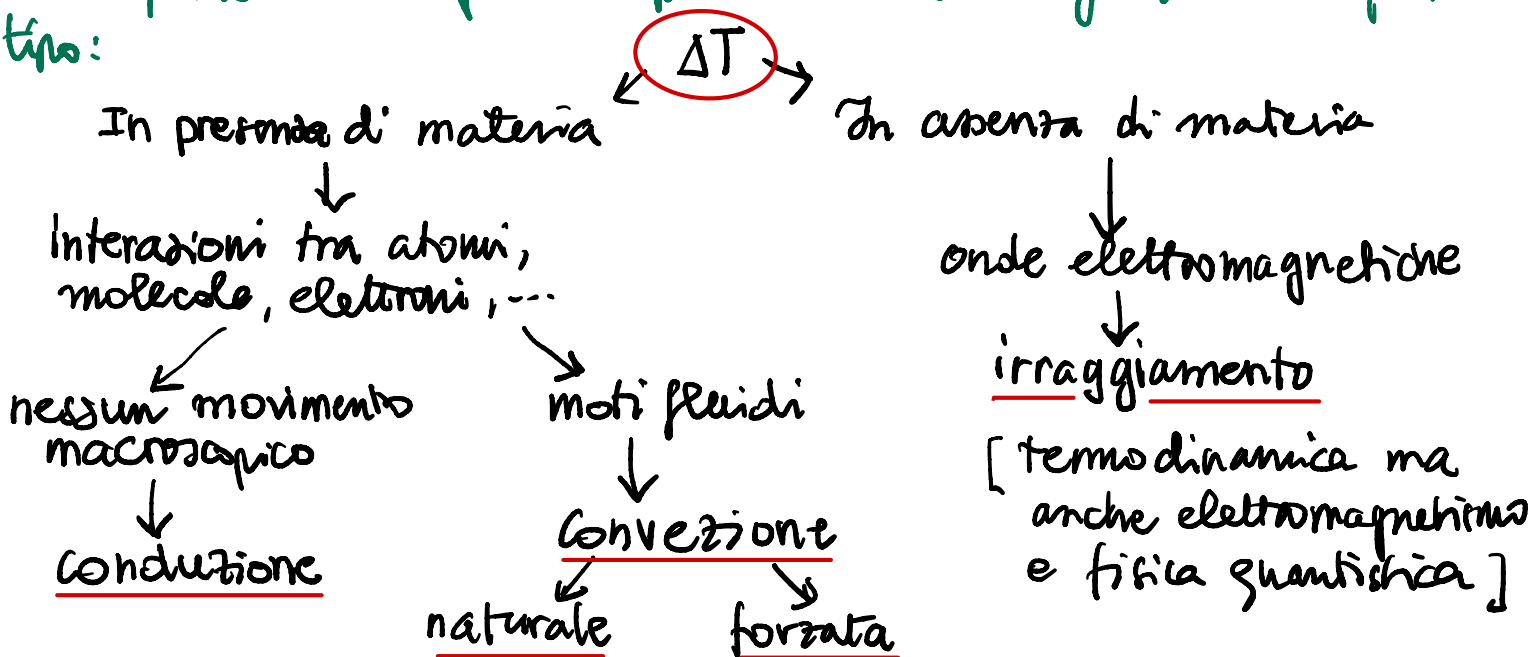 tipo:
ΔT
In presenza di materia
In assenza di materia
interazioni tra atomi,
molecole, elettroni, ...
onde elettromagnetiche
irraggiamento
nessun movimento
macroscopico
moti fluidi
[termodinamica ma
anche elettromagnetismo
e fisica quantistica]
conduzione
convezione
naturale
forzata